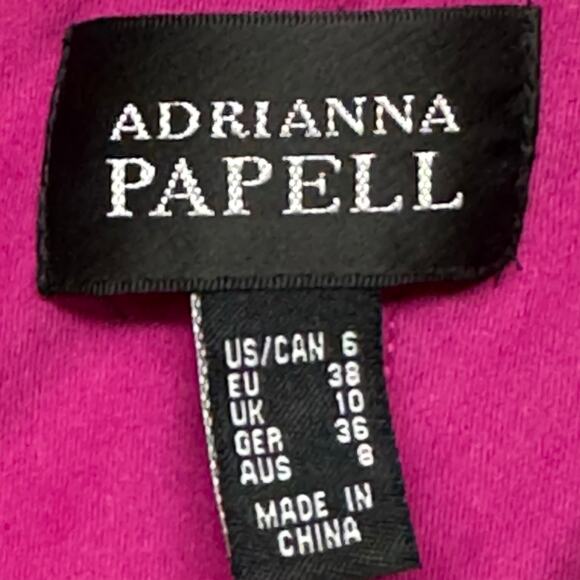 ADRIANNA
PAPELL
US/CAN 6
EU 38
UK 10
GER 36
AUS 8
MADE IN
CHINA